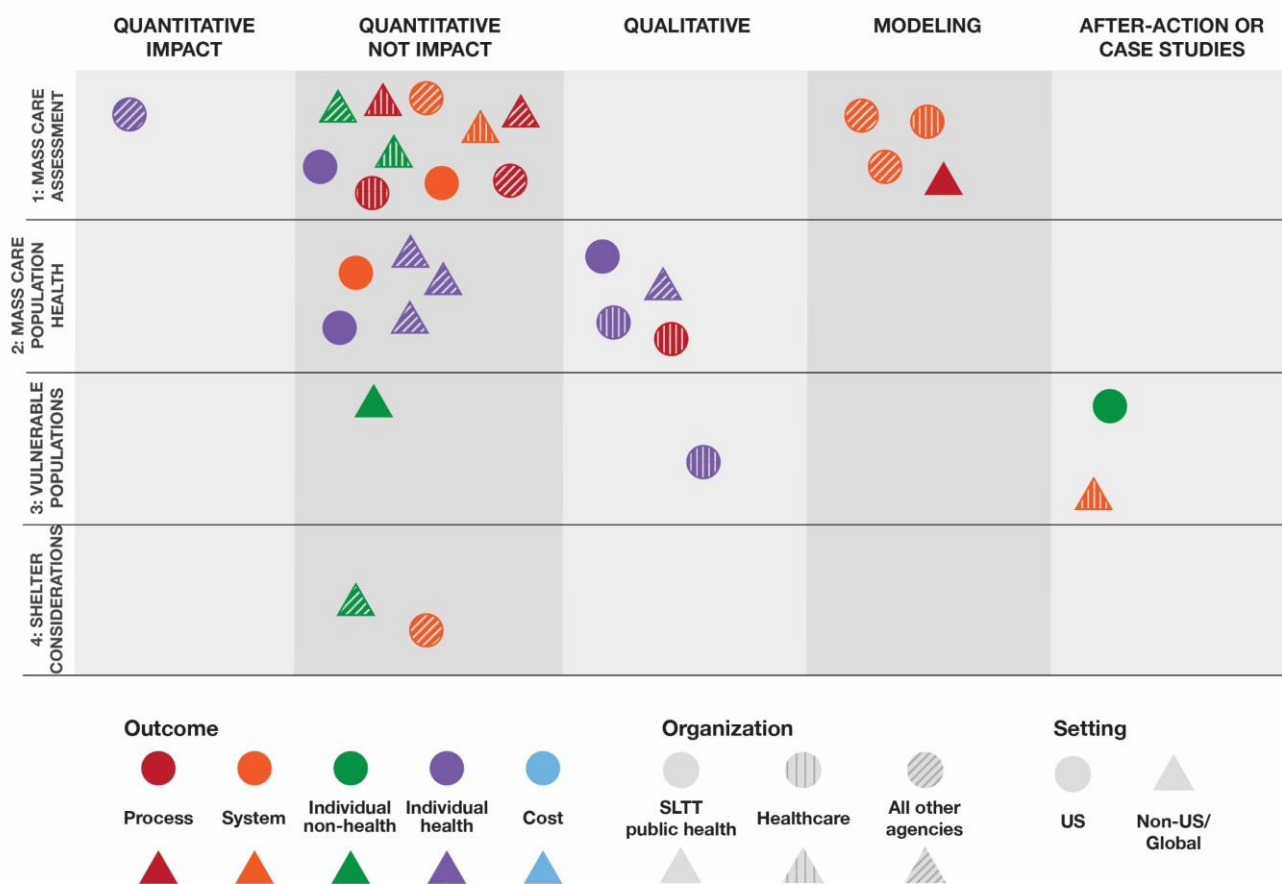 QUANTITATIVE
IMPACT
QUANTITATIVE
NOT IMPACT
QUALITATIVE
MODELING
AFTER-ACTION OR
CASE STUDIES
1: MASS CARE
ASSESSMENT
2: MASS CARE
POPULATION
HEALTH
3: VULNERABLE
POPULATIONS
4: SHELTER
CONSIDERATIONS
Outcome
Process
System
Individual
non-health
Individual
health
Cost
Organization
SLTT
public health
Healthcare
All other
agencies
Setting
US
Non-US/
Global